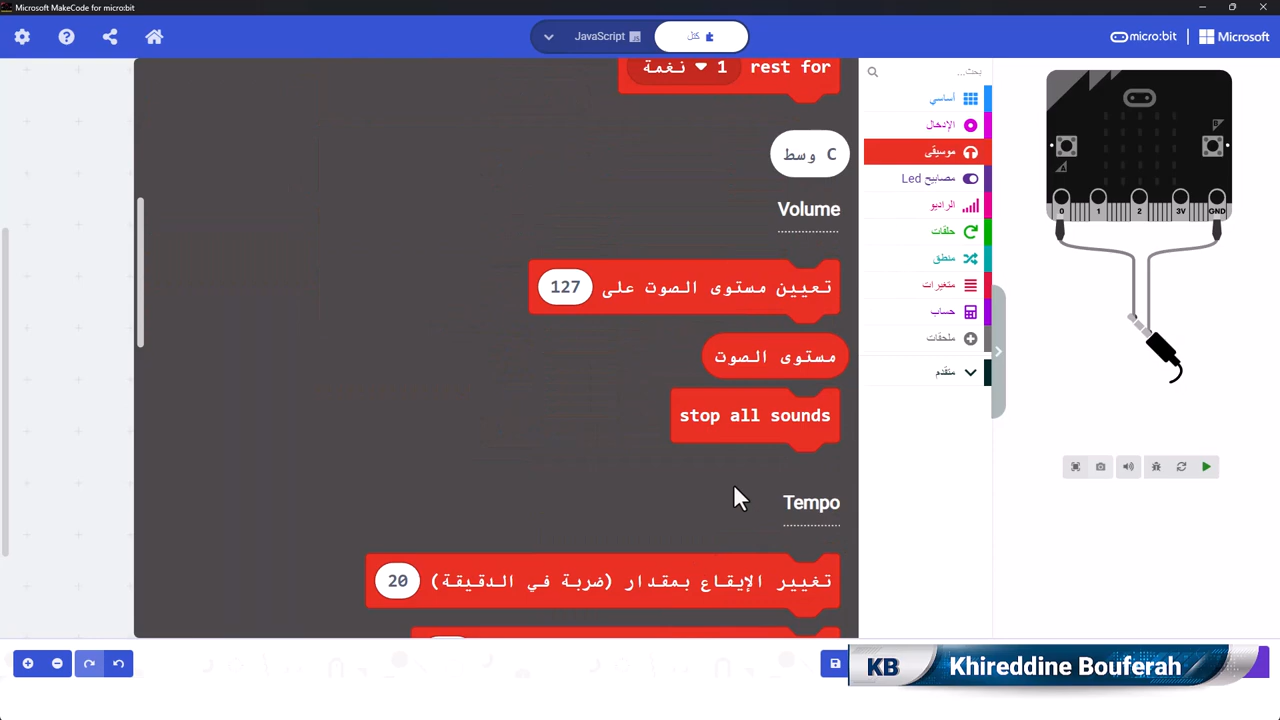 Microsoft MakeCode for micro:bit
JavaScript
كتل
micro:bit
Microsoft
بحث...
أساسي
الإدخال
موسيقى
مصابيح Led
الراديو
حلقات
منطق
متغيرات
حساب
ملحقات
متقدم
rest for 1 نغمة
وسط C
Volume
تعيين مستوى الصوت على 127
مستوى الصوت
stop all sounds
Tempo
تغيير الإيقاع بمقدار (ضربة في الدقيقة) 20
B
A
0 1 2 3V GND
KB Khireddine Bouferah